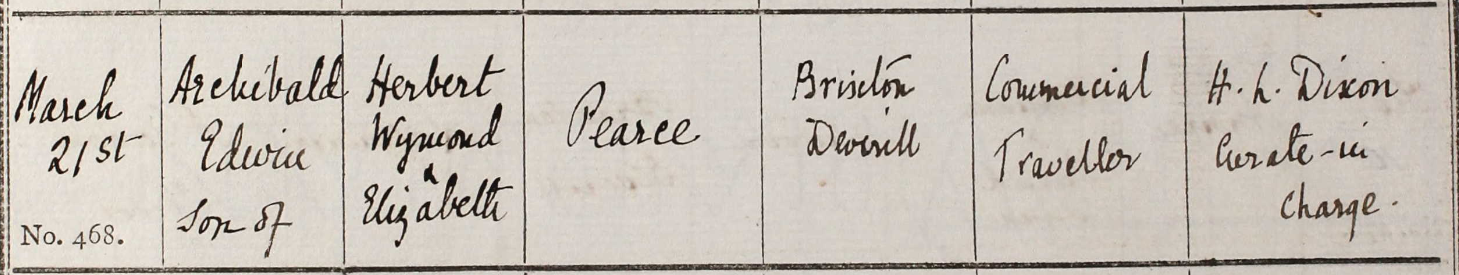 March
21st
No. 468.
Archibald
Edwin
Son of
Herbert
Wymond
&
Elizabeth
Pearce
Brixton
Deverill
Commercial
Traveller
H. L. Dixon
Curate-in
Charge.